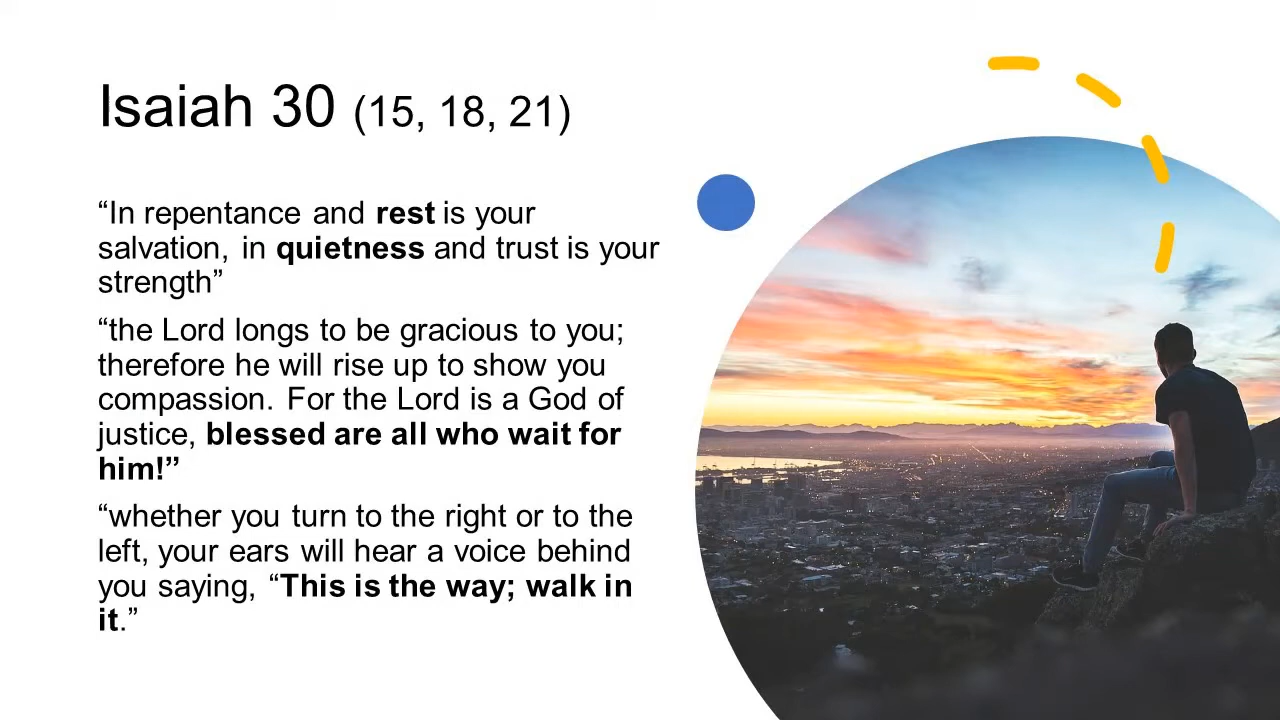 Isaiah 30 (15, 18, 21)
“In repentance and rest is your
salvation, in quietness and trust is your
strength”
“the Lord longs to be gracious to you;
therefore he will rise up to show you
compassion. For the Lord is a God of
justice, blessed are all who wait for
him!”
“whether you turn to the right or to the
left, your ears will hear a voice behind
you saying, “This is the way; walk in
it.”